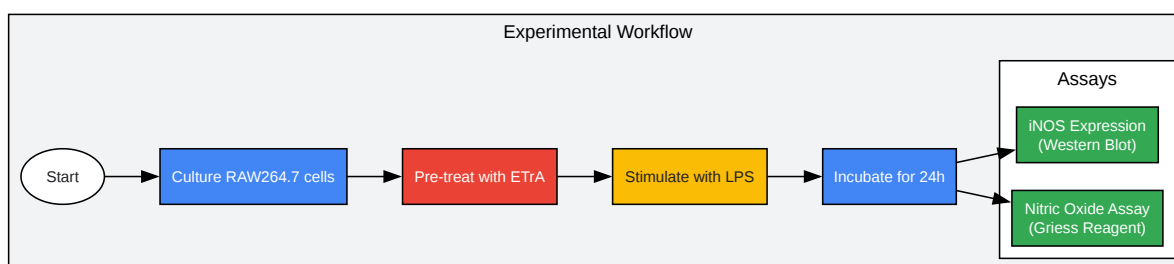 Experimental Workflow
Start
Culture RAW264.7 cells
Pre-treat with ETrA
Stimulate with LPS
Incubate for 24h
Assays
iNOS Expression
(Western Blot)
Nitric Oxide Assay
(Griess Reagent)